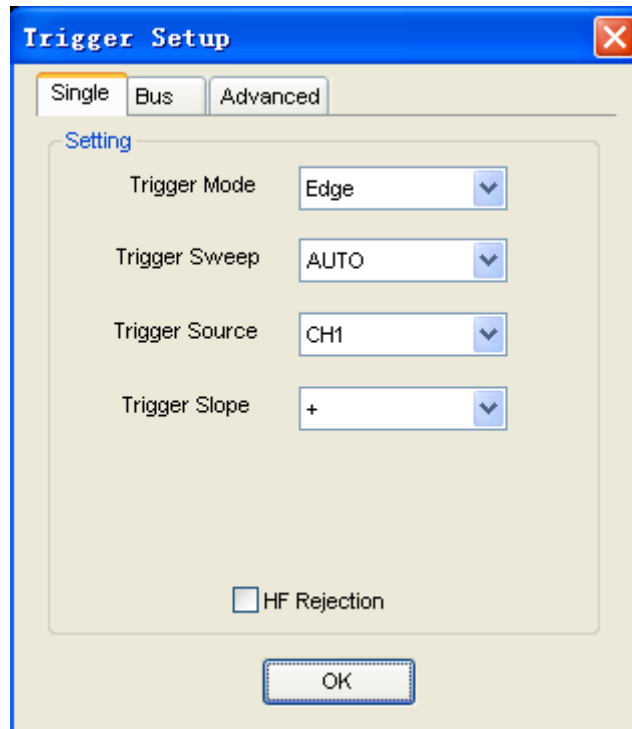 Trigger Setup
Single Bus Advanced
Setting
Trigger Mode Edge
Trigger Sweep AUTO
Trigger Source CH1
Trigger Slope +
HF Rejection
OK